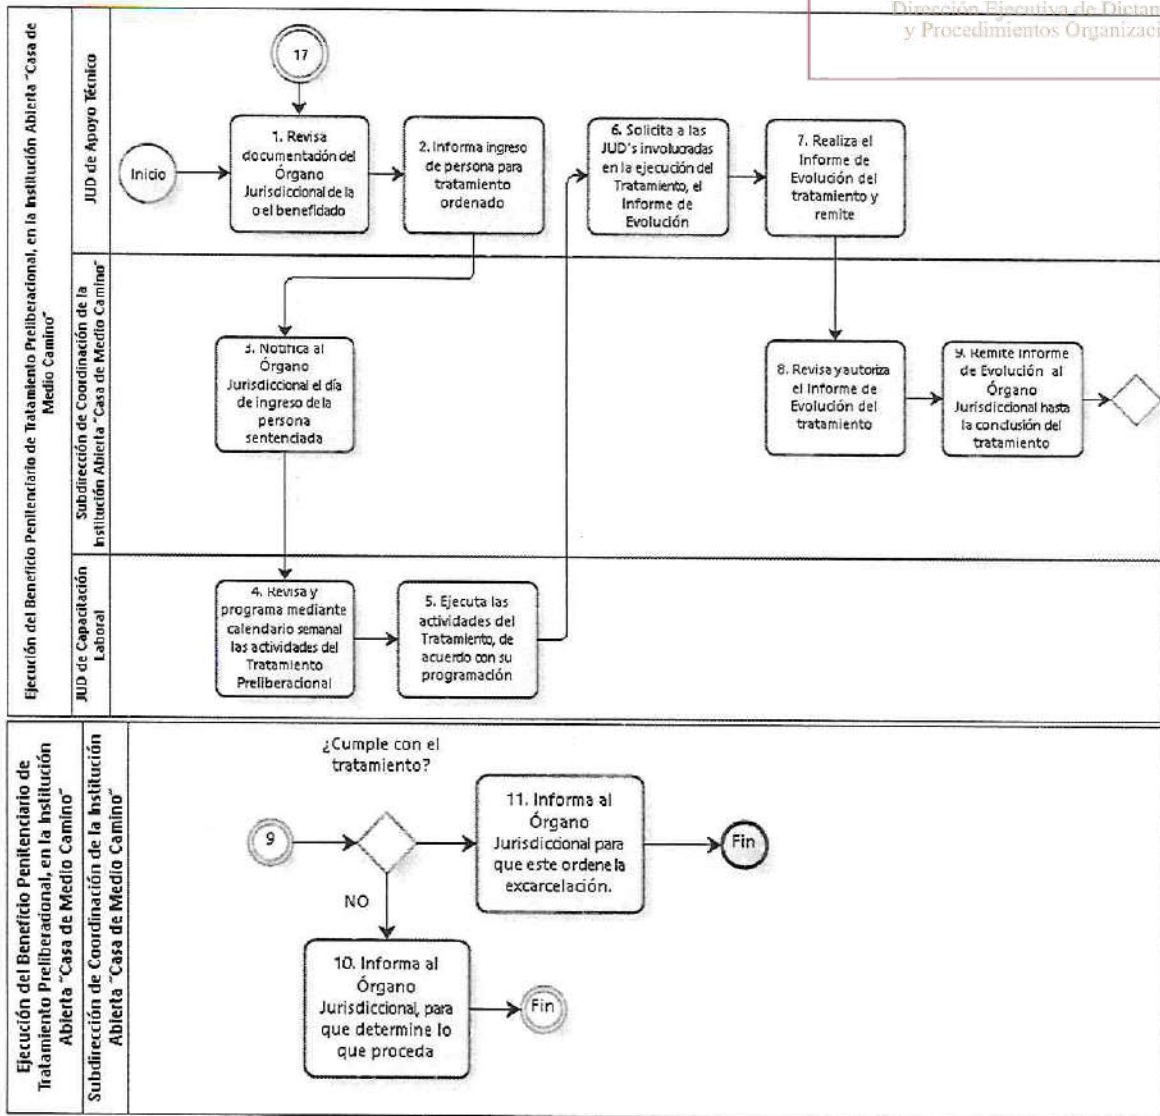 Dirección Ejecutiva de Dictam
y Procedimientos Organizaci
Ejecución del Beneficio Penitenciario de Tratamiento Preliberacional, en la Institución Abierta "Casa de
Medio Camino"
JUD de Apoyo Técnico
17
Inicio
1. Revisa
documentación del
Órgano
Jurisdiccional de la
o el beneficiado
2. Informa ingreso
de persona para
tratamiento
ordenado
6. Solicita a las
JUD's involucradas
en la ejecución del
Tratamiento, el
Informe de
Evolución
7. Realiza el
Informe de
Evolución del
tratamiento y
remite
Subdirección de Coordinación de la
Institución Abierta "Casa de Medio Camino"
3. Notifica al
Órgano
Jurisdiccional el día
de ingreso de la
persona
sentenciada
8. Revisa y autoriza
el Informe de
Evolución del
tratamiento
9. Remite Informe
de Evolución al
Órgano
Jurisdiccional hasta
la conclusión del
tratamiento
JUD de Capacitación
Laboral
4. Revisa y
programa mediante
calendario semanal
las actividades del
Tratamiento
Preliberacional
5. Ejecuta las
actividades del
Tratamiento, de
acuerdo con su
programación
Ejecución del Beneficio Penitenciario de
Tratamiento Preliberacional, en la Institución
Abierta "Casa de Medio Camino"
Subdirección de Coordinación de la Institución
Abierta "Casa de Medio Camino"
¿Cumple con el
tratamiento?
9
11. Informa al
Órgano
Jurisdiccional para
que este ordene la
excarcelación.
Fin
NO
10. Informa al
Órgano
Jurisdiccional, para
que determine lo
que proceda
Fin